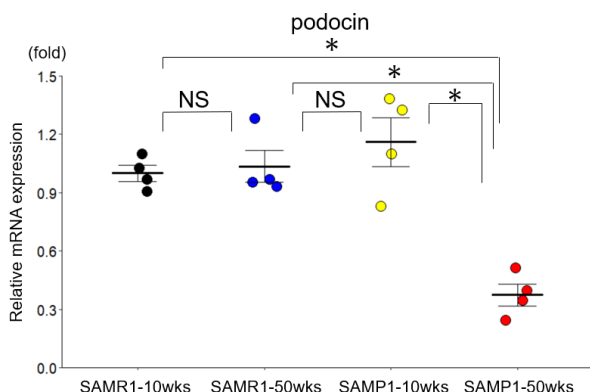 podocin
(fold)
*
*
NS
NS
*
1.5
1.2
0.9
0.6
0.3
0.0
Relative mRNA expression
SAMR1-10wks SAMR1-50wks SAMP1-10wks SAMP1-50wks